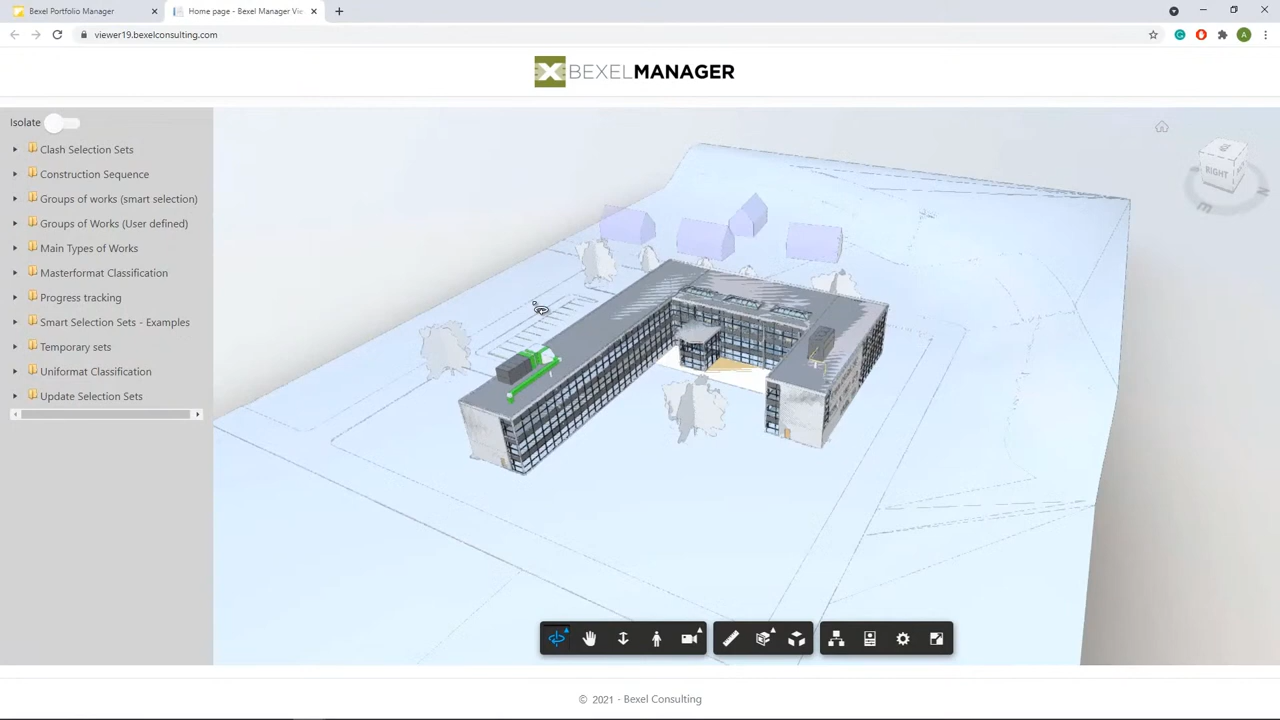 Bexel Portfolio Manager
Home page - Bexel Manager Vie
viewer19.bexelconsulting.com
A
BEXELMANAGER
Isolate
Clash Selection Sets
Construction Sequence
Groups of works (smart selection)
Groups of Works (User defined)
Main Types of Works
Masterformat Classification
Progress tracking
Smart Selection Sets - Examples
Temporary sets
Uniformat Classification
Update Selection Sets
RIGHT
© 2021 - Bexel Consulting